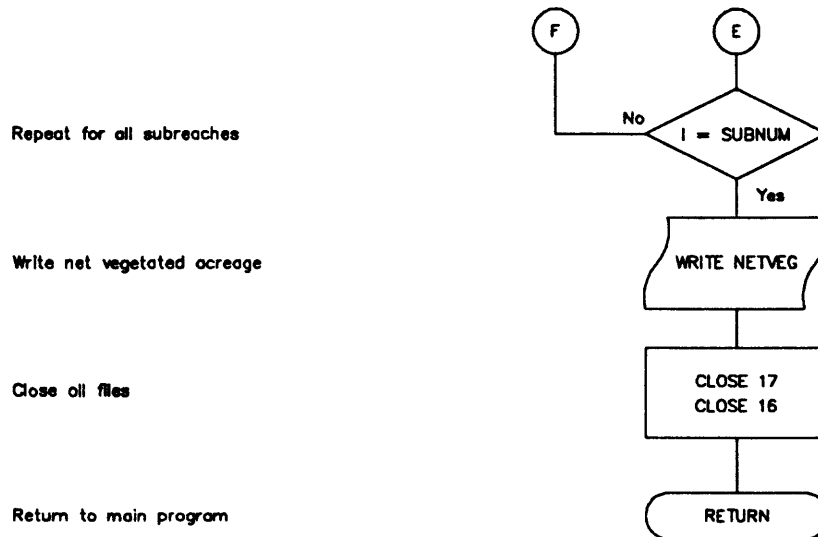 F
E
No
Repeat for all subreaches
I = SUBNUM
Yes
Write net vegetated acreage
WRITE NETVEG
Close all files
CLOSE 17
CLOSE 16
Return to main program
RETURN